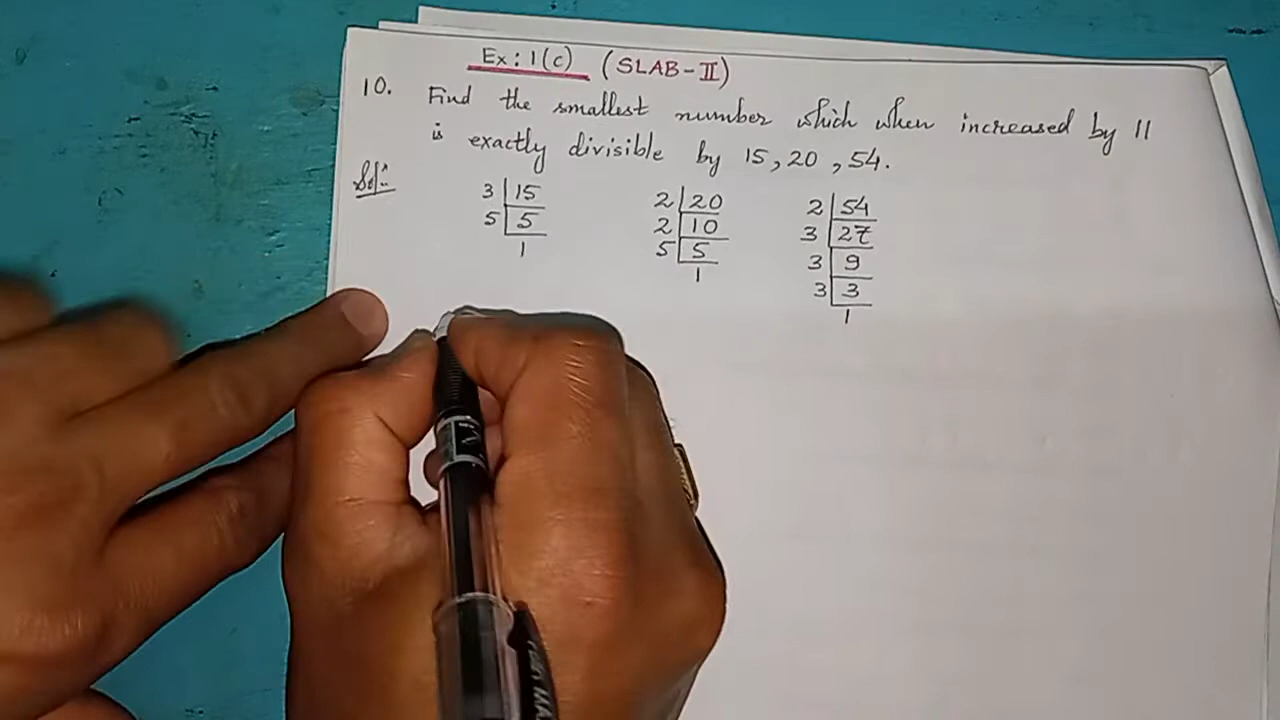 Ex: 1(c) (SLAB-II)
10. Find the smallest number which when increased by 11
is exactly divisible by 15, 20, 54.
Sol:
3 | 15
5 | 5
1
2 | 20
2 | 10
5 | 5
1
2 | 54
3 | 27
3 | 9
3 | 3
1